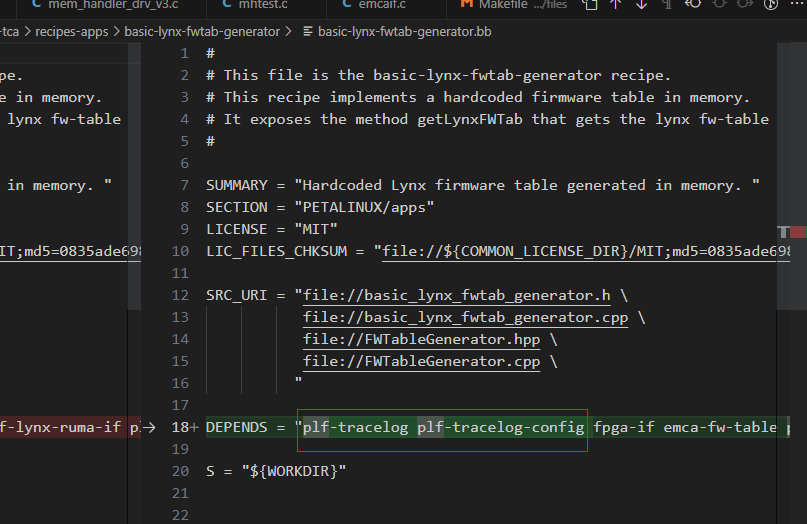 mem_handler_drv_v3.c mhtest.c emcaif.c Makefile .../files
-tca > recipes-apps > basic-lynx-fwtab-generator > basic-lynx-fwtab-generator.bb
1 #
pe. 2 # This file is the basic-lynx-fwtab-generator recipe.
e in memory. 3 # This recipe implements a hardcoded firmware table in memory.
lynx fw-table 4 # It exposes the method getLynxFWTab that gets the lynx fw-table
5 #
6
in memory. " 7 SUMMARY = "Hardcoded Lynx firmware table generated in memory. "
8 SECTION = "PETALINUX/apps"
9 LICENSE = "MIT"
IT;md5=0835ade698 10 LIC_FILES_CHKSUM = "file://${COMMON_LICENSE_DIR}/MIT;md5=0835ade698
11
12 SRC_URI = "file://basic_lynx_fwtab_generator.h \
13 file://basic_lynx_fwtab_generator.cpp \
14 file://FWTableGenerator.hpp \
15 file://FWTableGenerator.cpp \
16 "
17
f-lynx-ruma-if pl 18+ DEPENDS = "plf-tracelog plf-tracelog-config fpga-if emca-fw-table p
19
20 S = "${WORKDIR}"
21
22